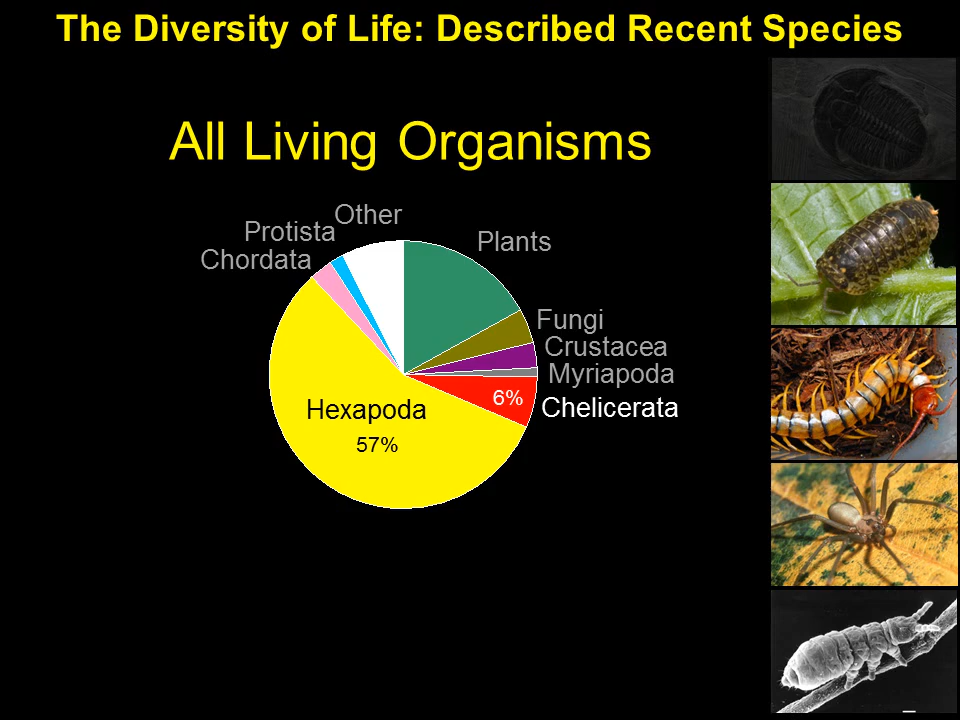 The Diversity of Life: Described Recent Species
All Living Organisms
Other
Protista
Plants
Chordata
Fungi
Crustacea
Myriapoda
6%
Chelicerata
Hexapoda
57%